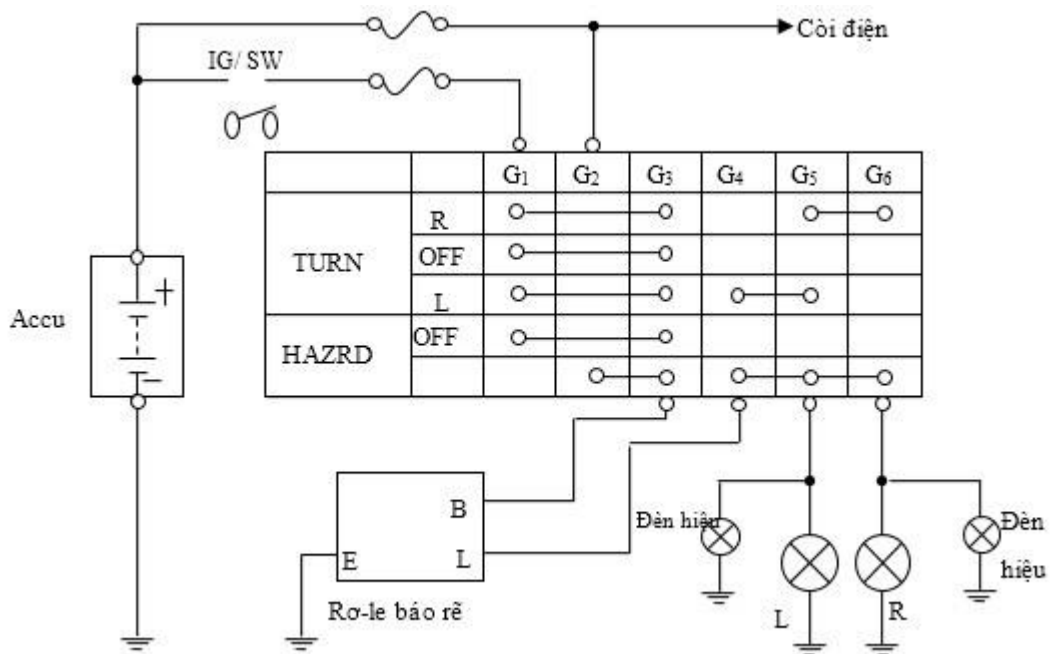 Còi điện
IG/ SW
G1 G2 G3 G4 G5 G6
R
TURN OFF
L
Accu + −
HAZRD OFF
B
E L
Rơ-le báo rẽ
Đèn hiệu
L
R
Đèn
hiệu